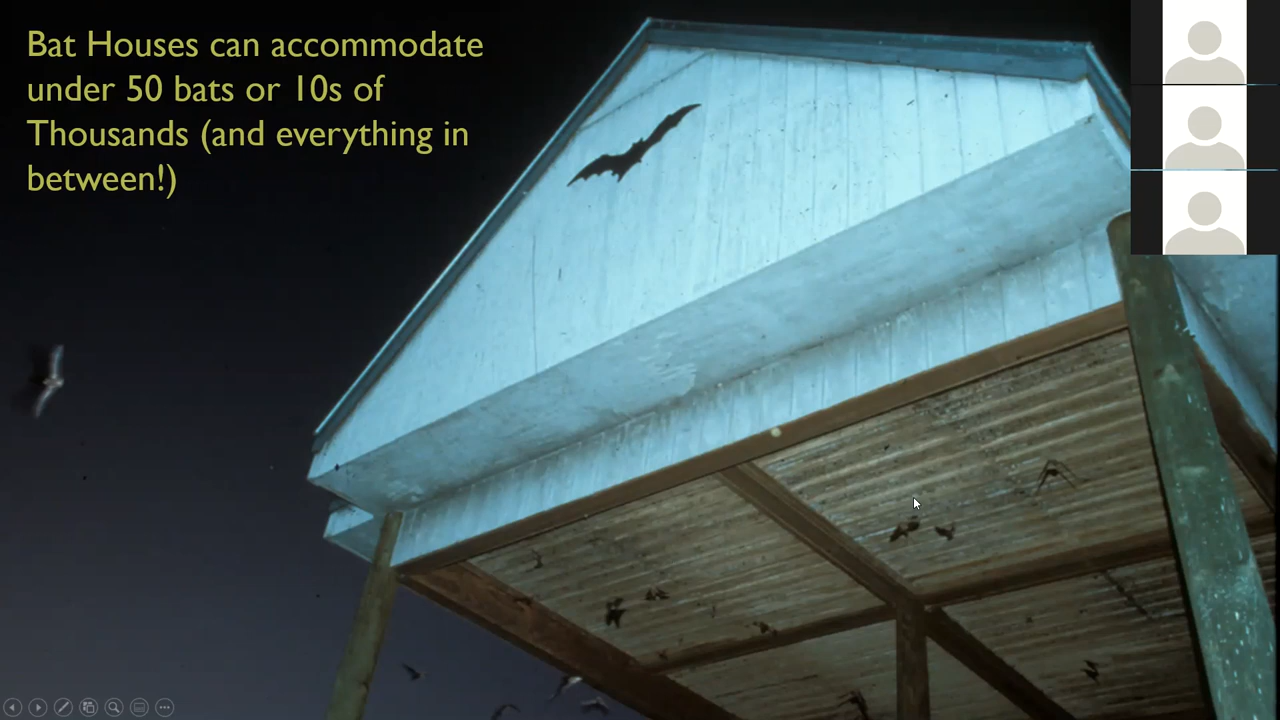 Bat Houses can accommodate
under 50 bats or 10s of
Thousands (and everything in
between!)